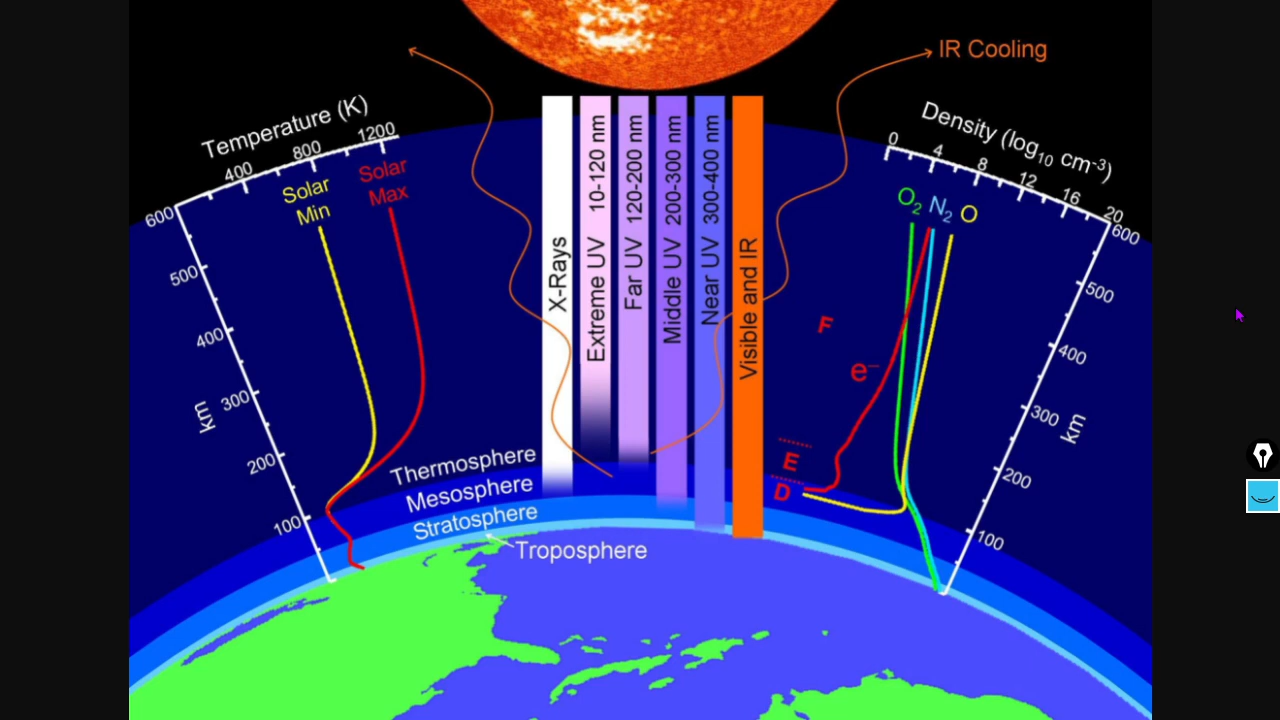 IR Cooling
Temperature (K)
400
800
1200
Solar
Min
Solar
Max
600
500
400
300
200
100
km
X-Rays
Extreme UV 10-120 nm
Far UV 120-200 nm
Middle UV 200-300 nm
Near UV 300-400 nm
Visible and IR
Density (log₁₀ cm⁻³)
0
4
8
12
16
20
O₂ N₂ O
600
500
400
300
200
100
km
F
e⁻
E
D
Thermosphere
Mesosphere
Stratosphere
Troposphere